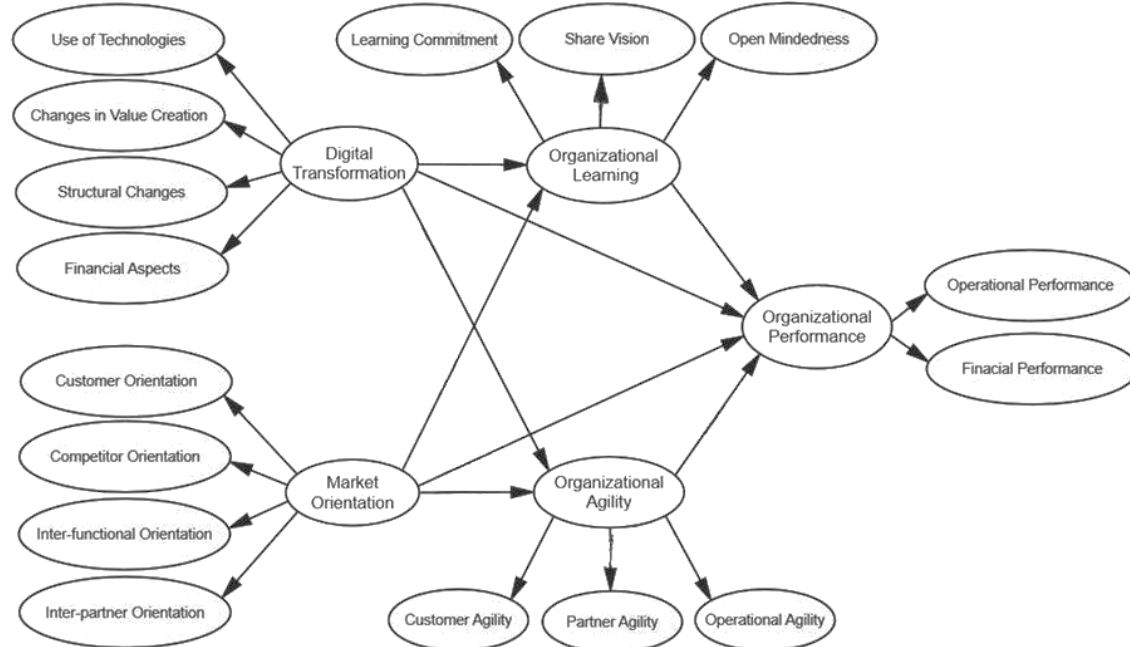 Use of Technologies
Changes in Value Creation
Structural Changes
Financial Aspects
Learning Commitment
Share Vision
Open Mindedness
Digital
Transformation
Organizational
Learning
Organizational
Performance
Operational Performance
Finacial Performance
Customer Orientation
Competitor Orientation
Inter-functional Orientation
Inter-partner Orientation
Market
Orientation
Organizational
Agility
Customer Agility
Partner Agility
Operational Agility